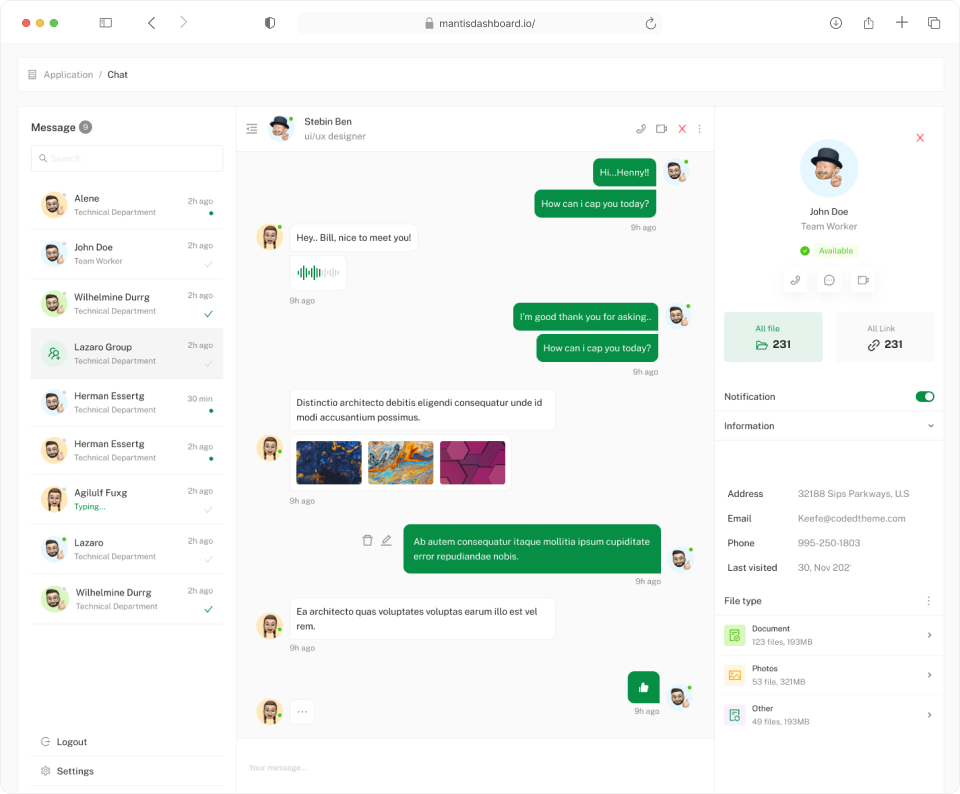 mantisdashboard.io/
Application / Chat
Message 9
Search
Alene
Technical Department
2h ago
John Doe
Team Worker
2h ago
Wilhelmine Durrg
Technical Department
2h ago
Lazaro Group
Technical Department
2h ago
Herman Essertg
Technical Department
30 min
Herman Essertg
Technical Department
2h ago
Agilulf Fuxg
Typing...
2h ago
Lazaro
Technical Department
2h ago
Wilhelmine Durrg
Technical Department
2h ago
Logout
Settings
Stebin Ben
ui/ux designer
Hi...Henny!!
How can i cap you today?
9h ago
Hey.. Bill, nice to meet you!
9h ago
I'm good thank you for asking..
How can i cap you today?
9h ago
Distinctio architecto debitis eligendi consequatur unde id
modi accusantium possimus.
9h ago
Ab autem consequatur itaque mollitia ipsum cupiditate
error repudiandae nobis.
9h ago
Ea architecto quas voluptates voluptas earum illo est vel
rem.
9h ago
9h ago
...
Your message...
John Doe
Team Worker
Available
All file
231
All Link
231
Notification
Information
Address 32188 Sips Parkways, U.S
Email Keefe@codedtheme.com
Phone 995-250-1803
Last visited 30, Nov 202
File type
Document
123 files, 193MB
Photos
53 file, 321MB
Other
49 files, 193MB